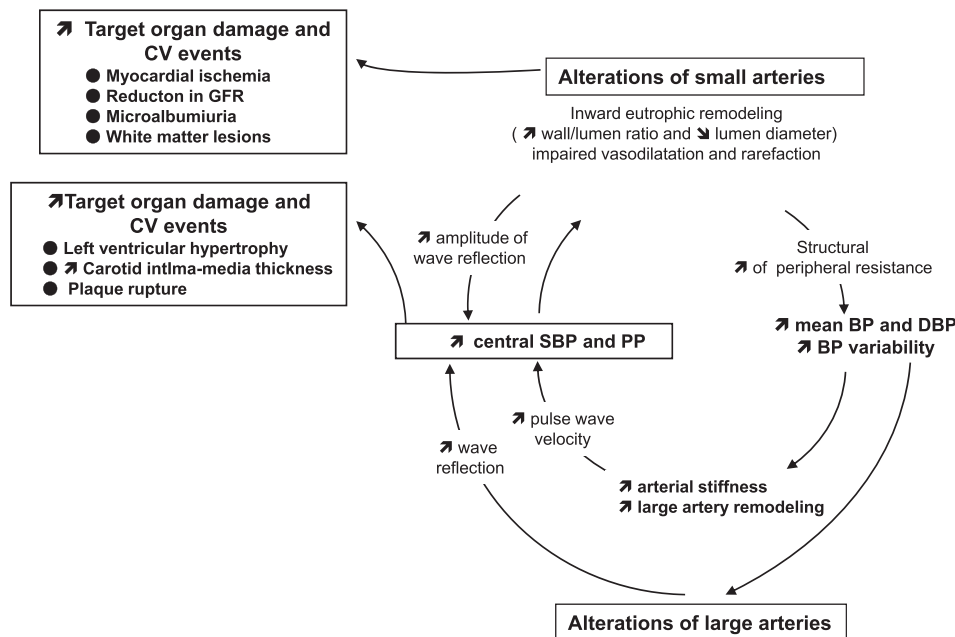 ↗ Target organ damage and
CV events
● Myocardial ischemia
● Reducton in GFR
● Microalbumiuria
● White matter lesions
Alterations of small arteries
Inward eutrophic remodeling
( ↗ wall/lumen ratio and ↘ lumen diameter)
impaired vasodilatation and rarefaction
↗Target organ damage and
CV events
● Left ventricular hypertrophy
● ↗ Carotid intIma-media thickness
● Plaque rupture
↗ amplitude of
wave reflection
Structural
↗ of peripheral resistance
↗ central SBP and PP
↗ mean BP and DBP
↗ BP variability
↗ pulse wave
velocity
↗ wave
reflection
↗ arterial stiffness
↗ large artery remodeling
Alterations of large arteries